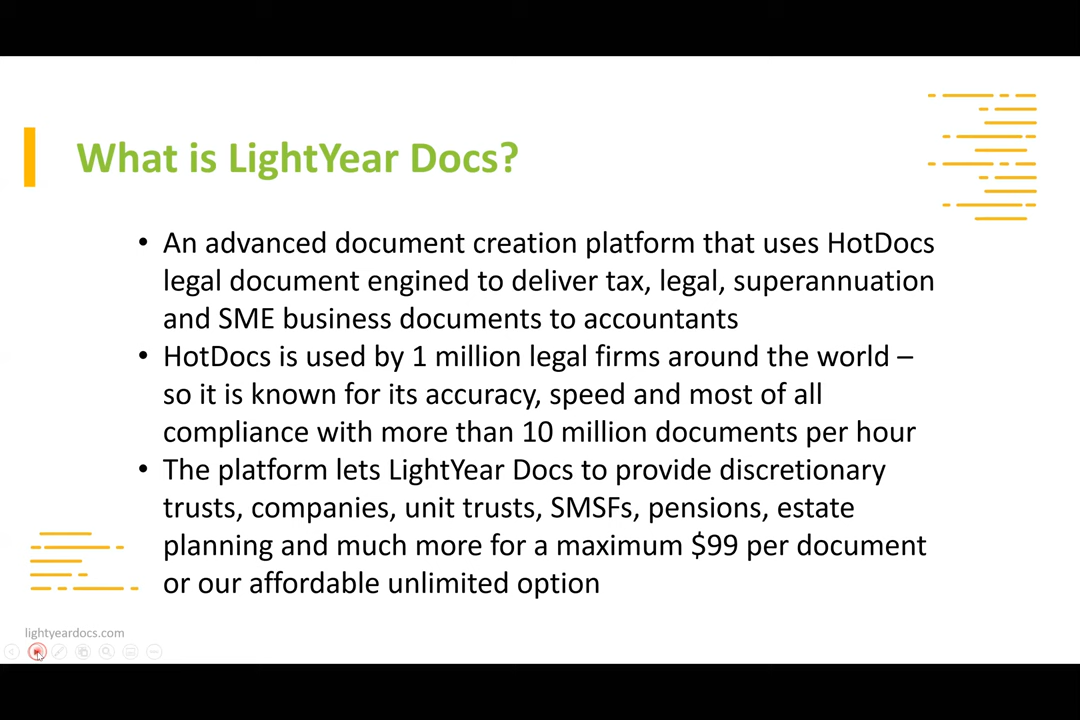 What is LightYear Docs?
• An advanced document creation platform that uses HotDocs
legal document engined to deliver tax, legal, superannuation
and SME business documents to accountants
• HotDocs is used by 1 million legal firms around the world –
so it is known for its accuracy, speed and most of all
compliance with more than 10 million documents per hour
• The platform lets LightYear Docs to provide discretionary
trusts, companies, unit trusts, SMSFs, pensions, estate
planning and much more for a maximum $99 per document
or our affordable unlimited option
lightyeardocs.com